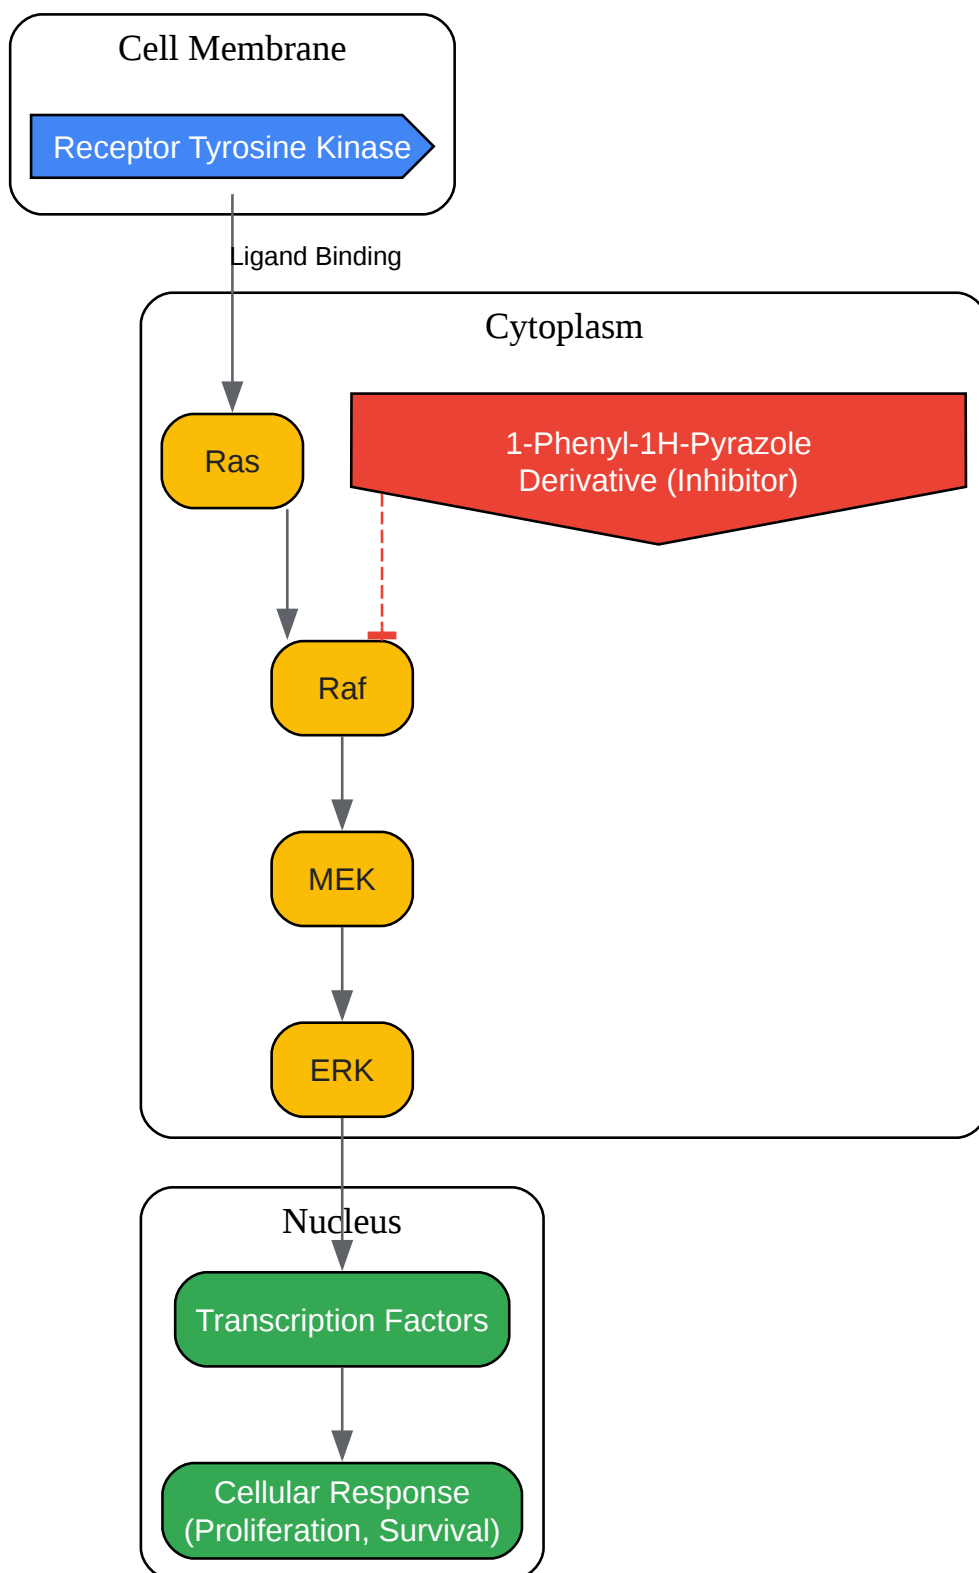 Cell Membrane
Receptor Tyrosine Kinase
Ligand Binding
Cytoplasm
Ras
1-Phenyl-1H-Pyrazole
Derivative (Inhibitor)
Raf
MEK
ERK
Nucleus
Transcription Factors
Cellular Response
(Proliferation, Survival)